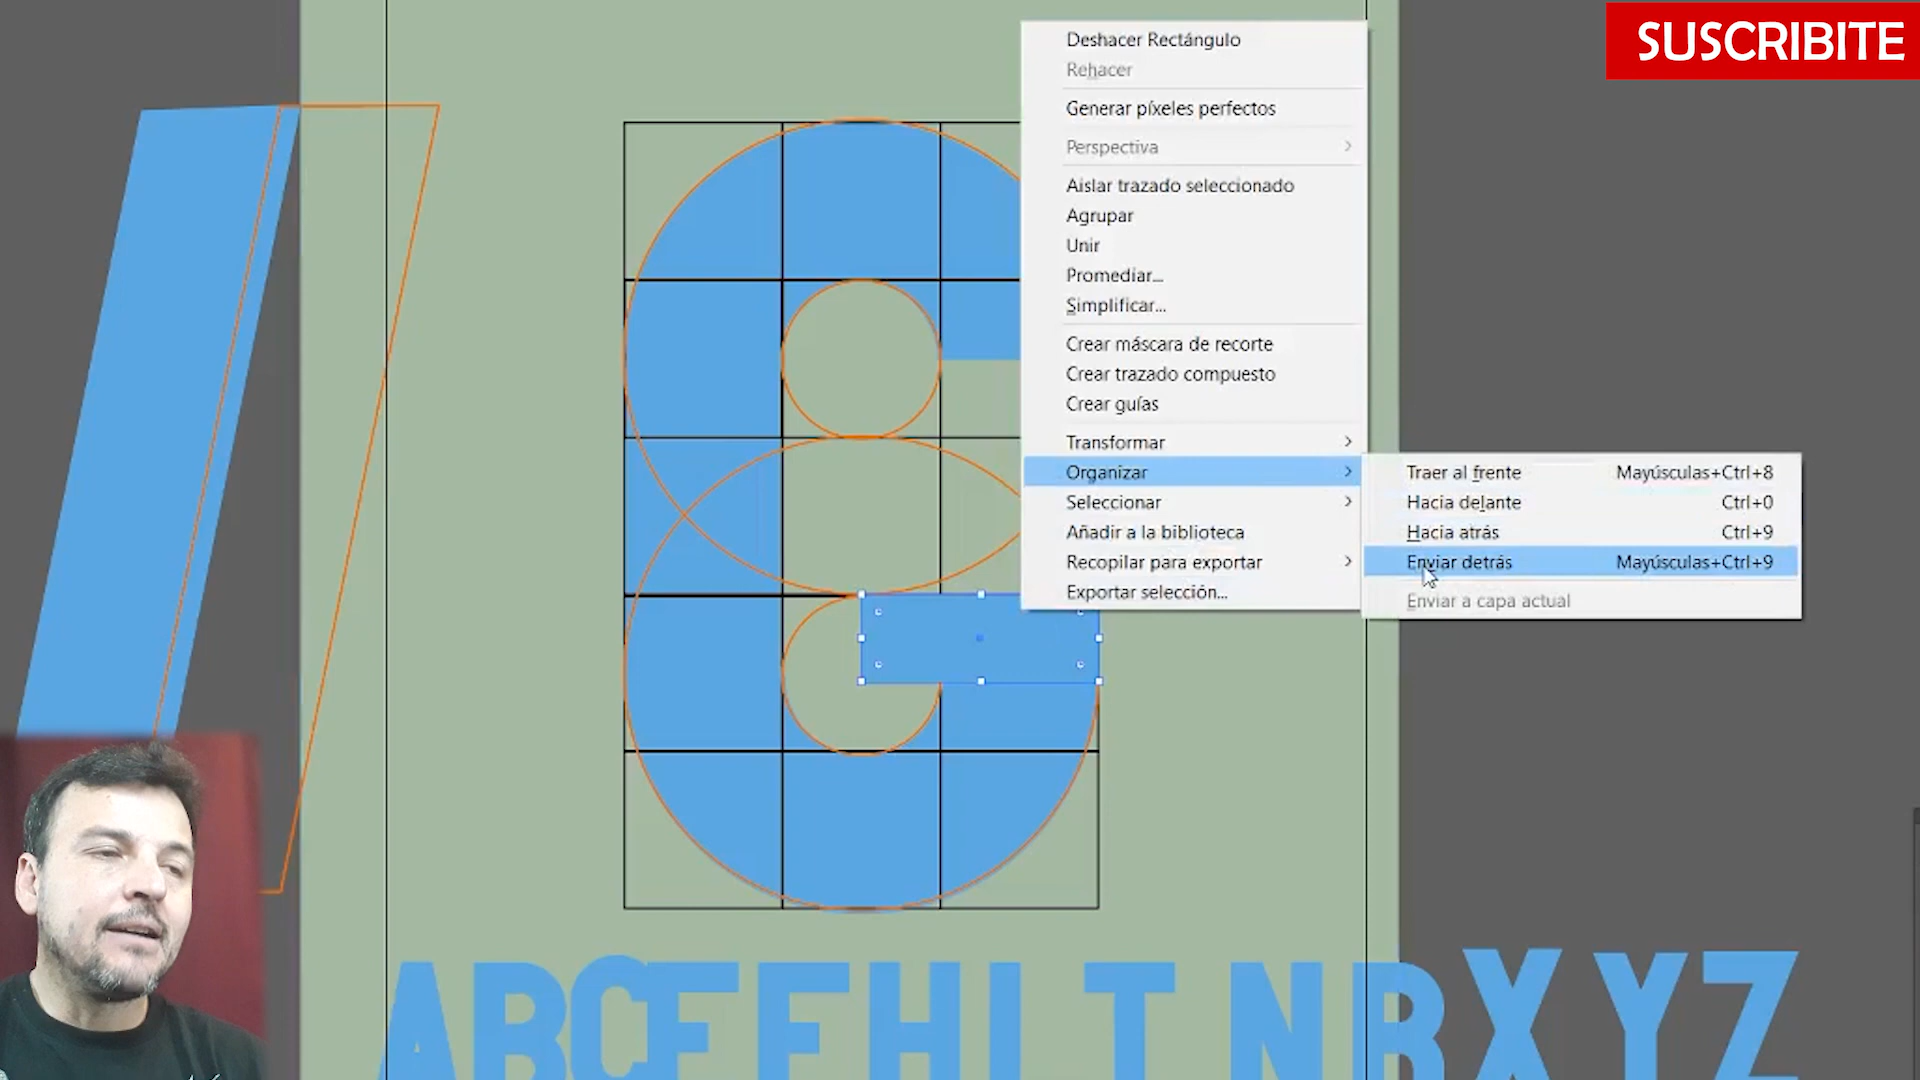 SUSCRIBITE
Deshacer Rectángulo
Rehacer
Generar píxeles perfectos
Perspectiva
Aislar trazado seleccionado
Agrupar
Unir
Promediar...
Simplificar...
Crear máscara de recorte
Crear trazado compuesto
Crear guías
Transformar
Organizar
Seleccionar
Añadir a la biblioteca
Recopilar para exportar
Exportar selección...
Traer al frente Mayúsculas+Ctrl+8
Hacia delante Ctrl+0
Hacia atrás Ctrl+9
Enviar detrás Mayúsculas+Ctrl+9
Enviar a capa actual
G
ABCEFHI T NRXYZ